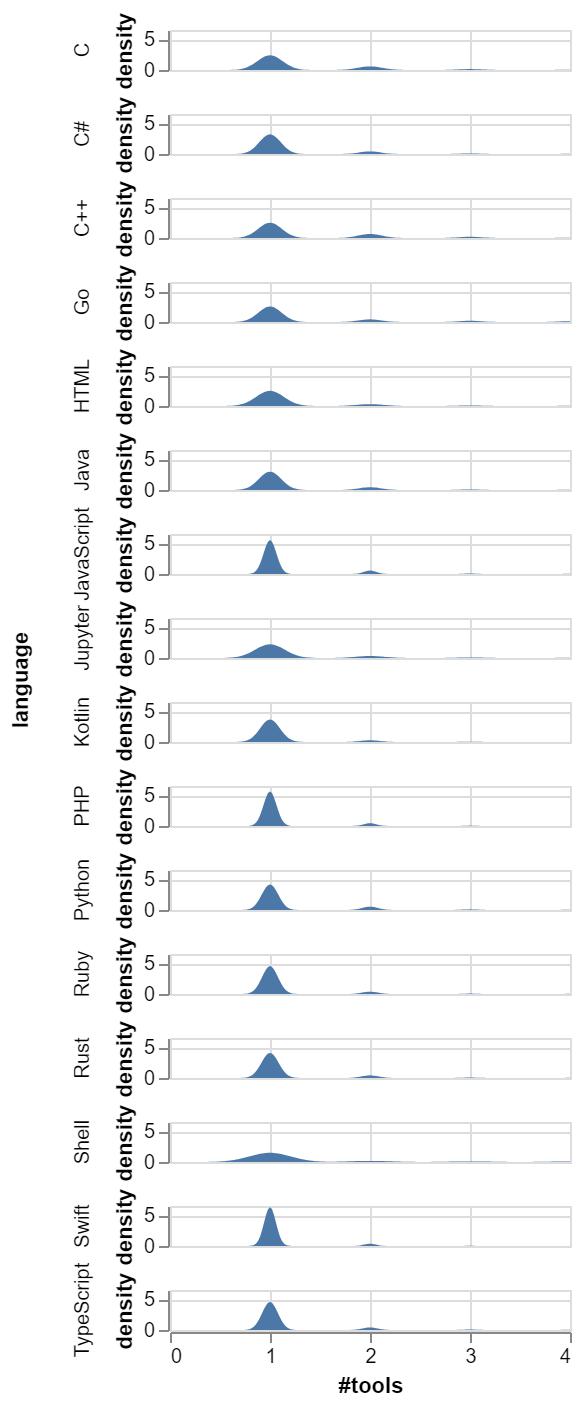 language
C
density
5
0
C#
density
5
0
C++
density
5
0
Go
density
5
0
HTML
density
5
0
Java
density
5
0
JavaScript
density
5
0
Jupyter
density
5
0
Kotlin
density
5
0
PHP
density
5
0
Python
density
5
0
Ruby
density
5
0
Rust
density
5
0
Shell
density
5
0
Swift
density
5
0
TypeScript
density
5
0
0 1 2 3 4
#tools